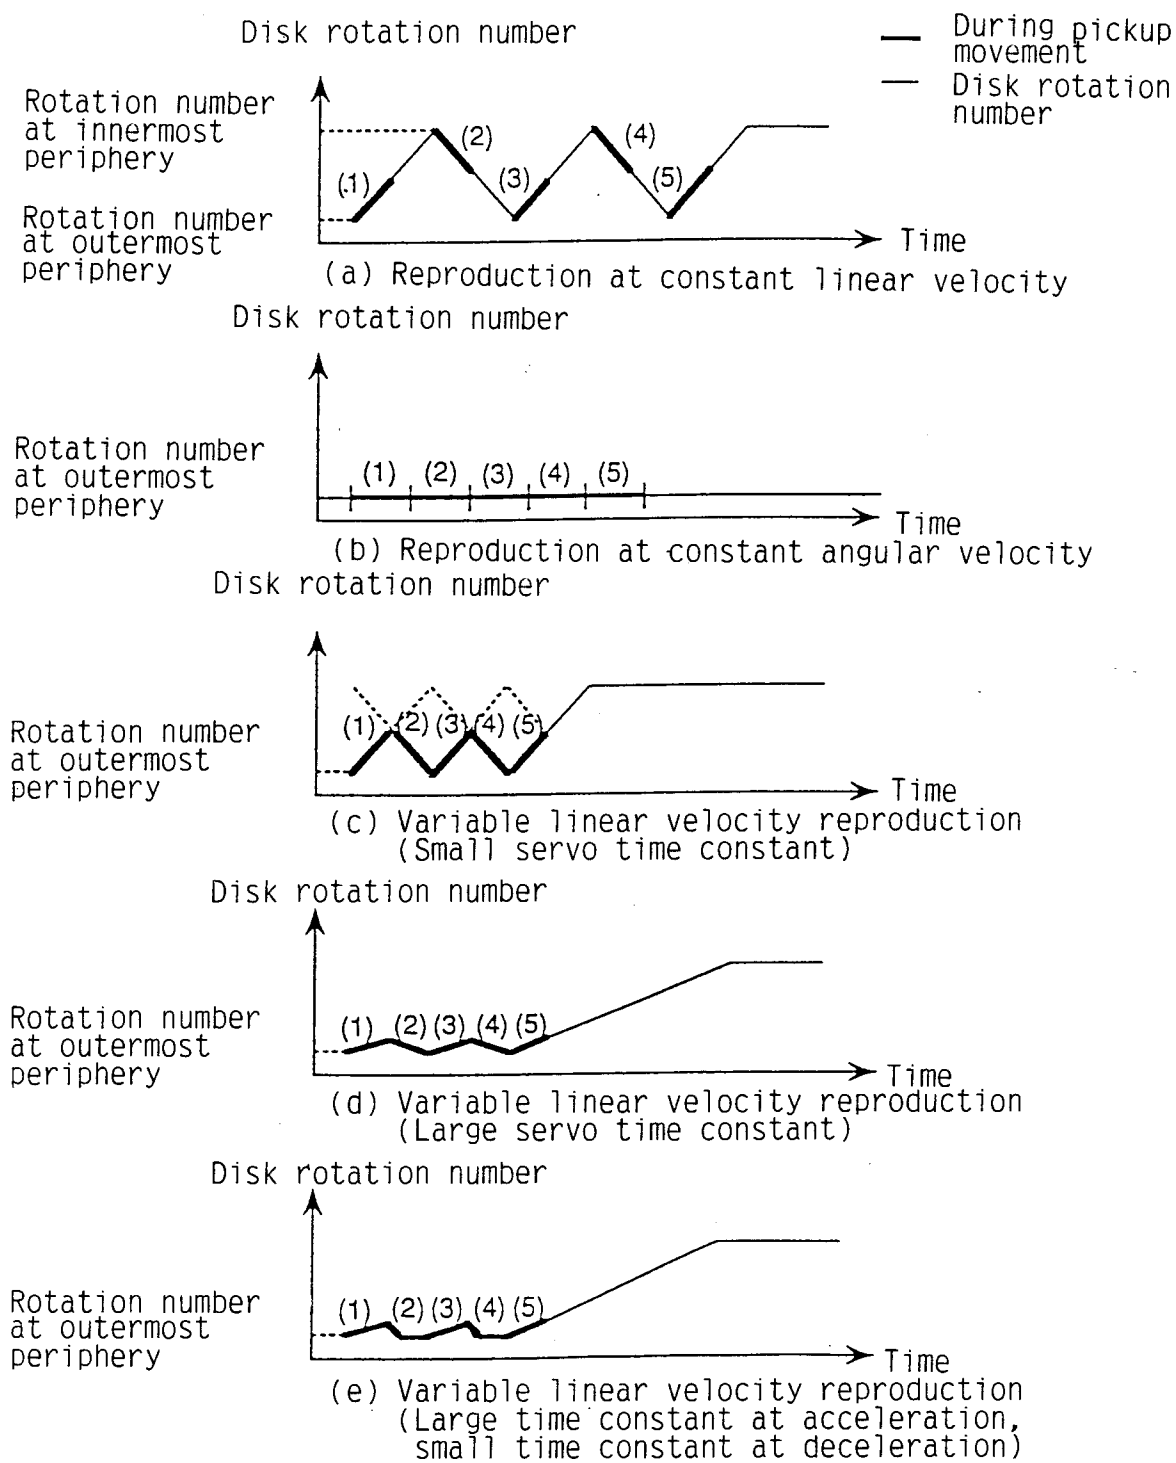 Disk rotation number
During pickup
movement
Disk rotation
number
Rotation number
at innermost
periphery
(1)
(2)
(3)
(4)
(5)
Rotation number
at outermost
periphery
Time
(a) Reproduction at constant linear velocity
Disk rotation number
Rotation number
at outermost
periphery
(1) (2) (3) (4) (5)
Time
(b) Reproduction at constant angular velocity
Disk rotation number
Rotation number
at outermost
periphery
(1) (2) (3) (4) (5)
Time
(c) Variable linear velocity reproduction
(Small servo time constant)
Disk rotation number
Rotation number
at outermost
periphery
(1) (2) (3) (4) (5)
Time
(d) Variable linear velocity reproduction
(Large servo time constant)
Disk rotation number
Rotation number
at outermost
periphery
(1) (2) (3) (4) (5)
Time
(e) Variable linear velocity reproduction
(Large time constant at acceleration,
small time constant at deceleration)